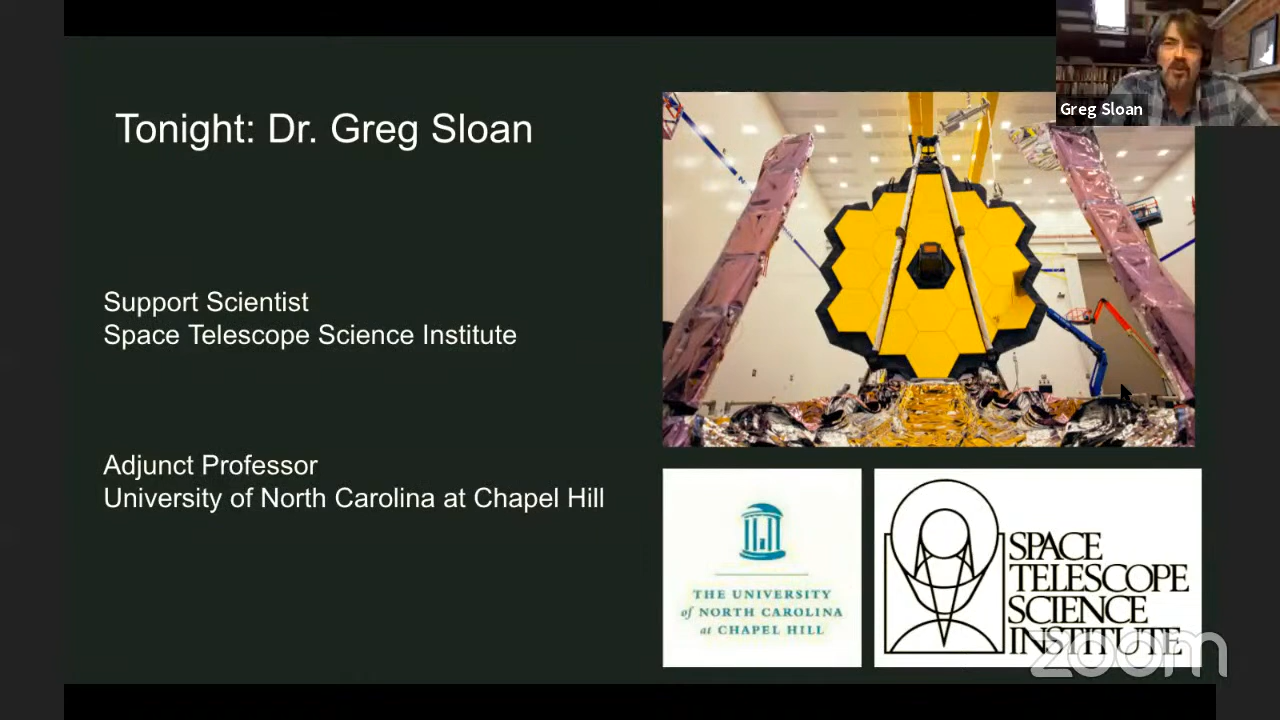 Greg Sloan
Tonight: Dr. Greg Sloan
Support Scientist
Space Telescope Science Institute
Adjunct Professor
University of North Carolina at Chapel Hill
THE UNIVERSITY
of NORTH CAROLINA
at CHAPEL HILL
SPACE
TELESCOPE
SCIENCE
INSTITUTE
zoom